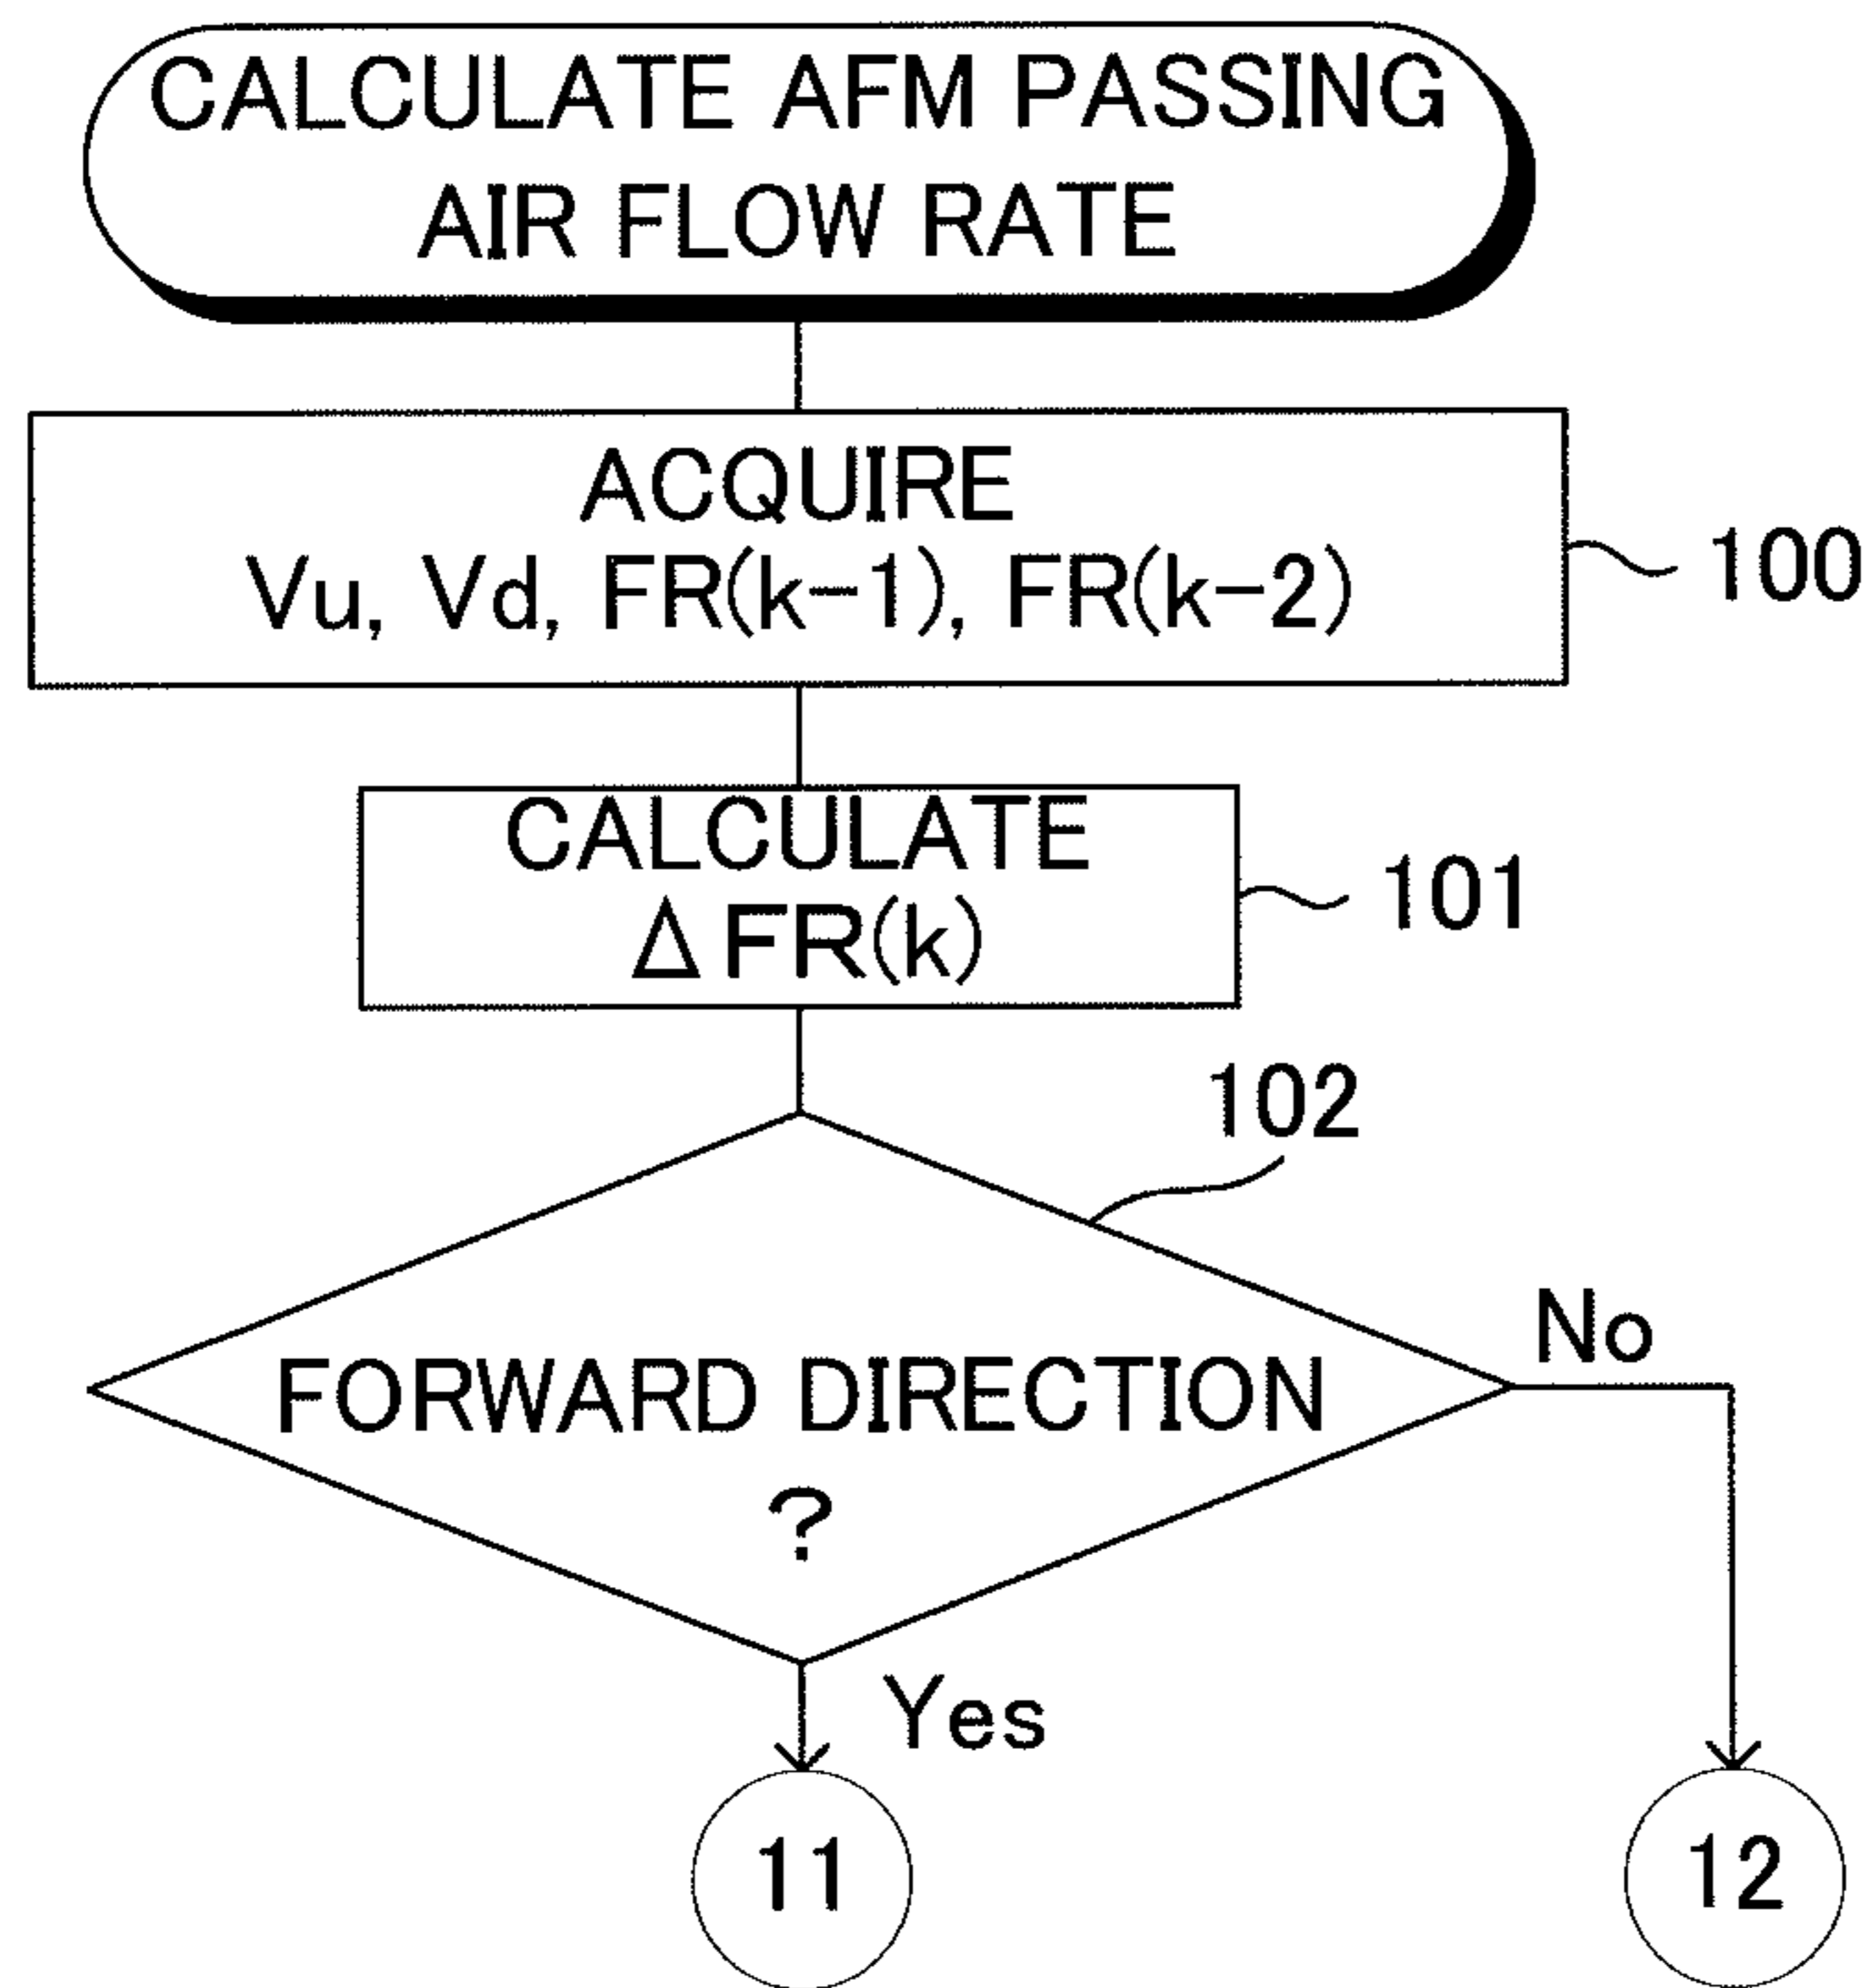 CALCULATE AFM PASSING
AIR FLOW RATE
ACQUIRE
Vu, Vd, FR(k-1), FR(k-2)
100
CALCULATE
Δ FR(k)
101
102
FORWARD DIRECTION
?
No
Yes
11
12